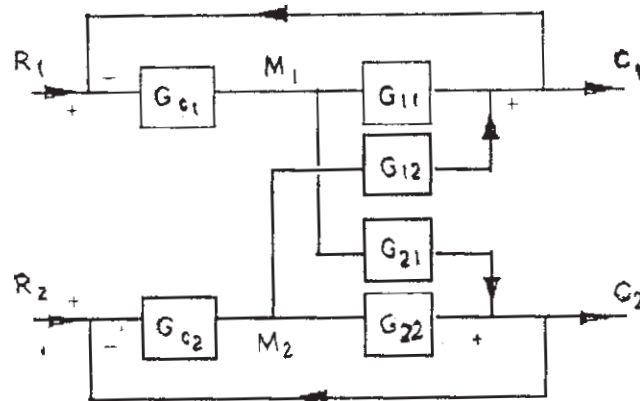 R1 − M1 C1
+ Gc1 G11 +
G12
G21
R2 + C2
− Gc2 M2 G22 +